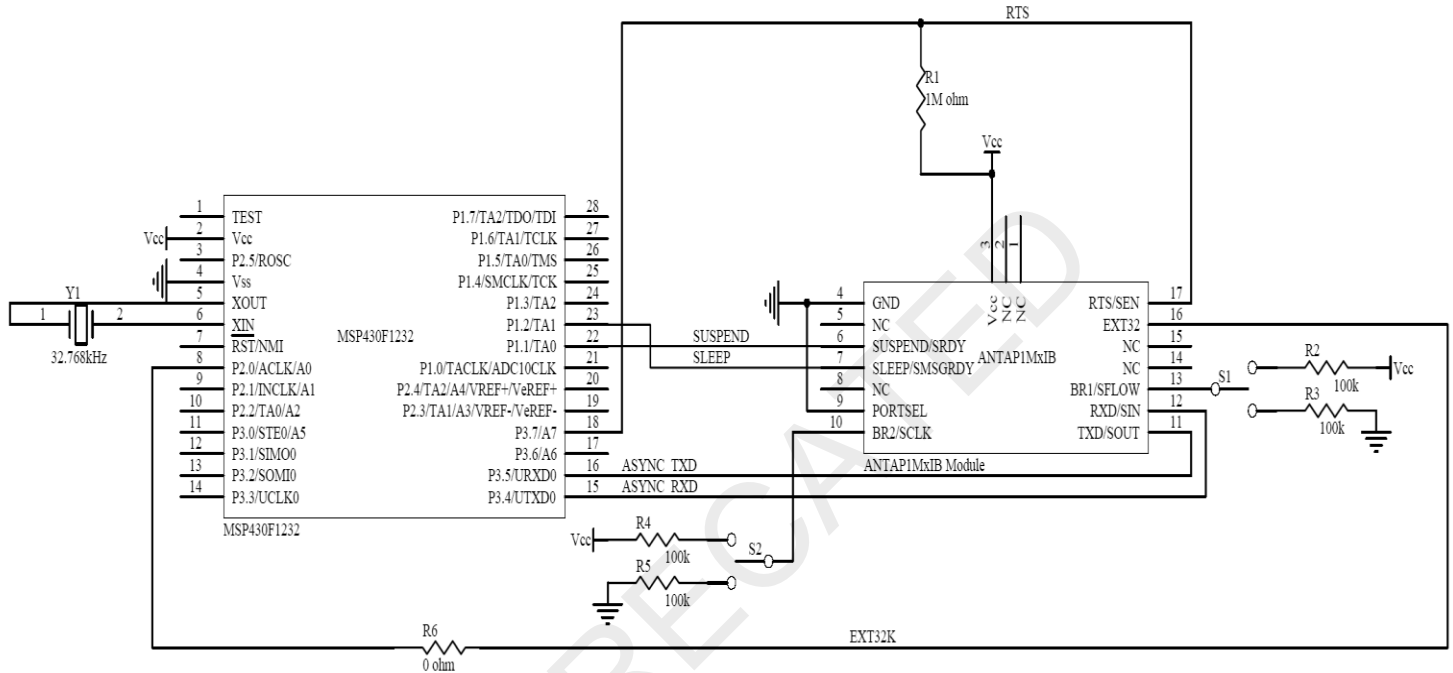 RTS
R1
1M ohm
Vcc
3
2
1
Vcc
NC
NC
1 TEST
2 Vcc
Vcc
3 P2.5/ROSC
4 Vss
5 XOUT
6 XIN
7 RST/NMI
8 P2.0/ACLK/A0
9 P2.1/INCLK/A1
10 P2.2/TA0/A2
11 P3.0/STE0/A5
12 P3.1/SIMO0
13 P3.2/SOMI0
14 P3.3/UCLK0
Y1
1 2
32.768kHz
MSP430F1232
P1.7/TA2/TDO/TDI 28
P1.6/TA1/TCLK 27
P1.5/TA0/TMS 26
P1.4/SMCLK/TCK 25
P1.3/TA2 24
P1.2/TA1 23
P1.1/TA0 22
P1.0/TACLK/ADC10CLK 21
P2.4/TA2/A4/VREF+/VeREF+ 20
P2.3/TA1/A3/VREF-/VeREF- 19
P3.7/A7 18
P3.6/A6 17
P3.5/URXD0 16
P3.4/UTXD0 15
MSP430F1232
SUSPEND
SLEEP
ASYNC TXD
ASYNC RXD
4 GND
5 NC
6 SUSPEND/SRDY
7 SLEEP/SMSGRDY
8 NC
9 PORTSEL
10 BR2/SCLK
ANTAP1MxIB
RTS/SEN 17
EXT32 16
NC 15
NC 14
BR1/SFLOW 13
RXD/SIN 12
TXD/SOUT 11
ANTAP1MxIB Module
S1
R2
100k
Vcc
R3
100k
Vcc
R4
100k
S2
R5
100k
R6
0 ohm
EXT32K
RECATED